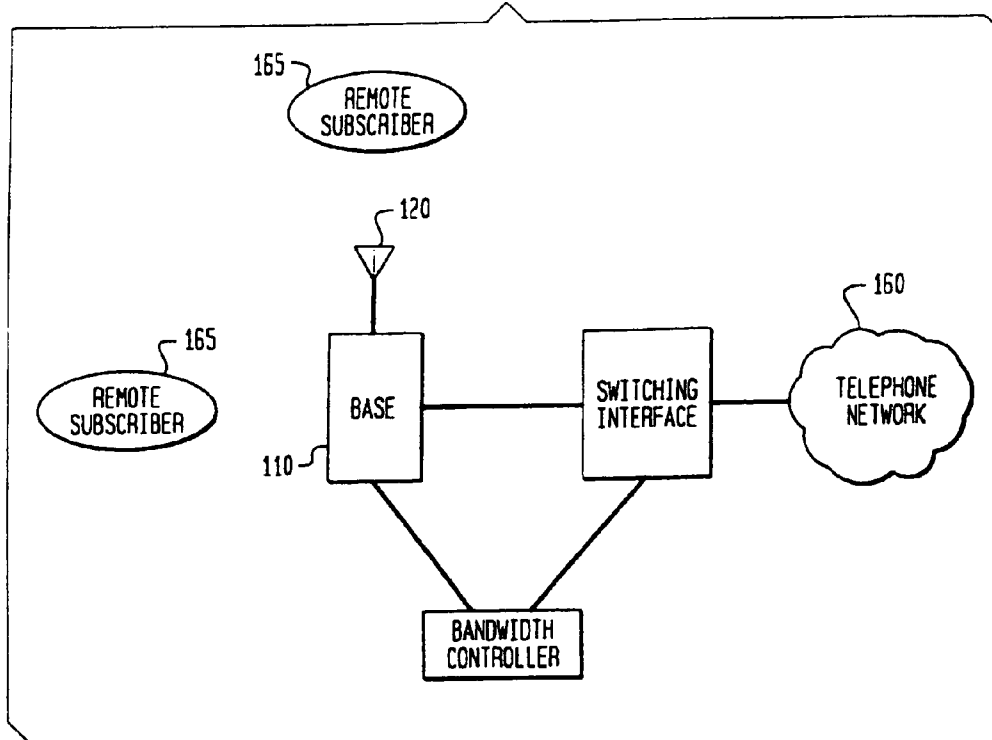 165
REMOTE
SUBSCRIBER
120
160
165
REMOTE
SUBSCRIBER
BASE
SWITCHING
INTERFACE
TELEPHONE
NETWORK
110
BANDWIDTH
CONTROLLER